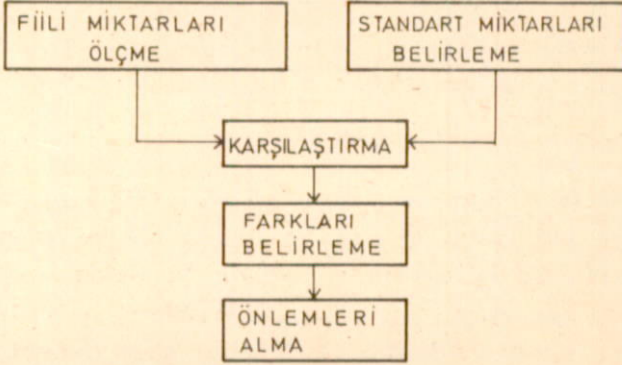 FİİLİ MİKTARLARI
ÖLÇME
STANDART MİKTARLARI
BELİRLEME
KARŞILAŞTIRMA
FARKLARI
BELİRLEME
ÖNLEMLERİ
ALMA